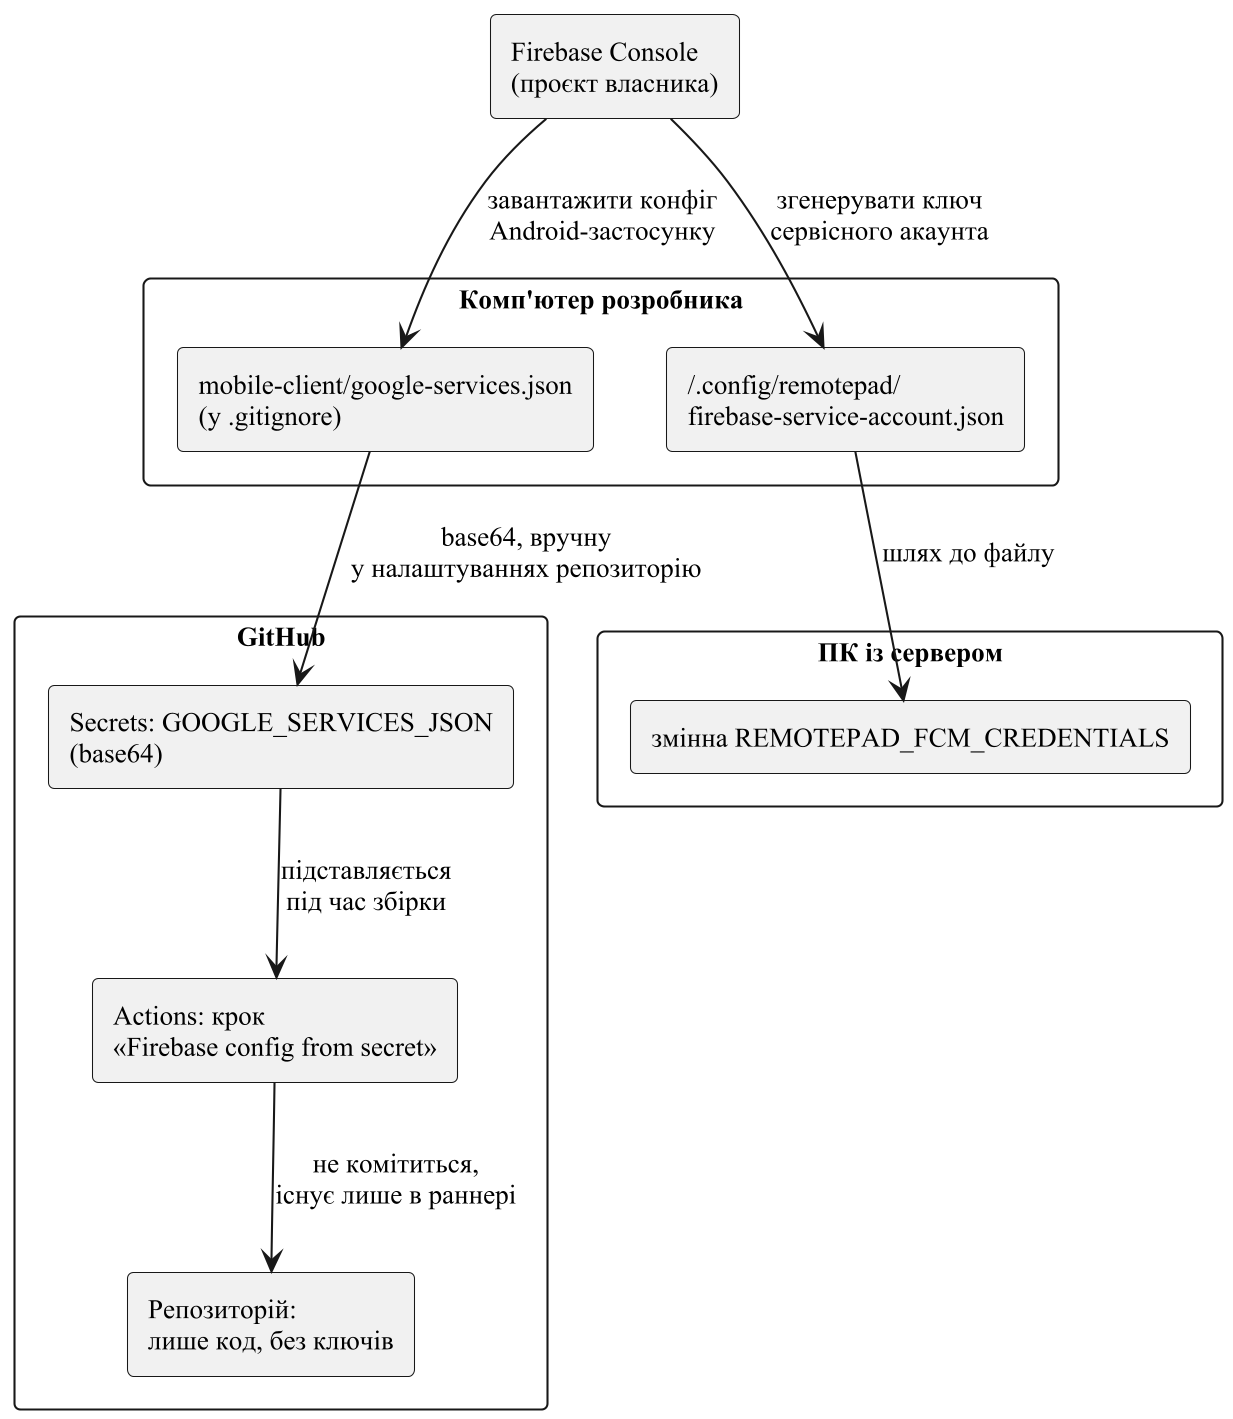 Firebase Console
(проєкт власника)
завантажити конфіг
Android-застосунку
згенерувати ключ
сервісного акаунта
Комп'ютер розробника
mobile-client/google-services.json
(у .gitignore)
/.config/remotepad/
firebase-service-account.json
base64, вручну
у налаштуваннях репозиторію
шлях до файлу
GitHub
Secrets: GOOGLE_SERVICES_JSON
(base64)
ПК із сервером
змінна REMOTEPAD_FCM_CREDENTIALS
підставляється
під час збірки
Actions: крок
«Firebase config from secret»
не комітиться,
існує лише в раннері
Репозиторій:
лише код, без ключів